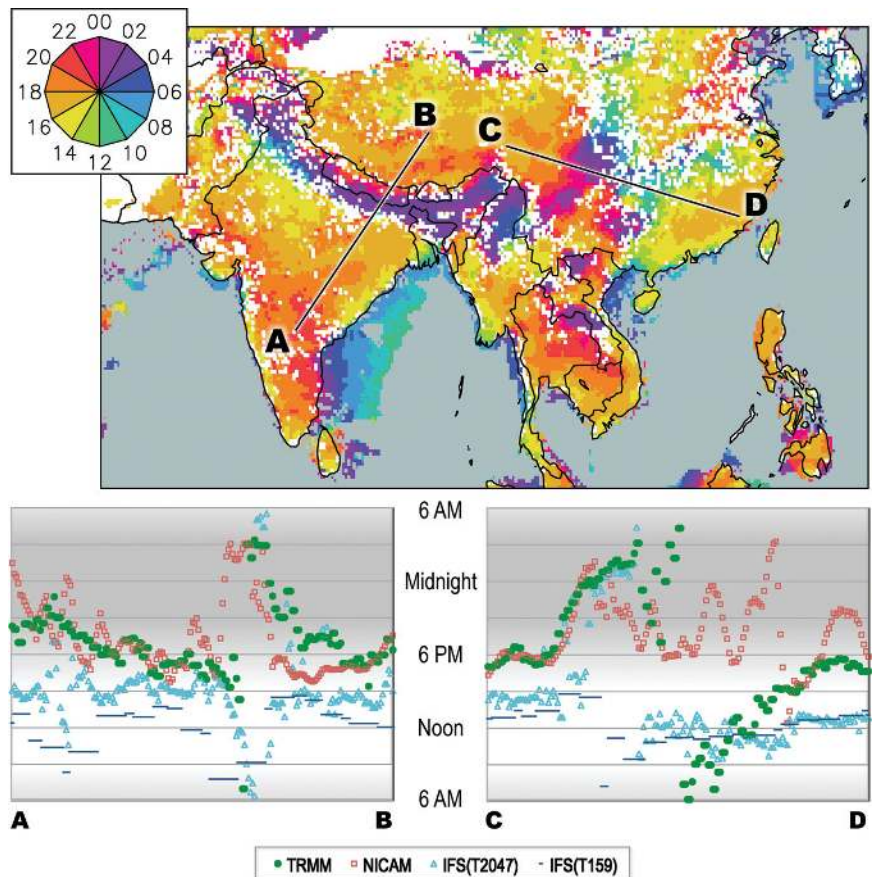 00
22 02
20 04
18 06
16 08
14 10
12
B
C
D
A
6 AM
Midnight
6 PM
Noon
6 AM
A B C D
TRMM NICAM IFS(T2047) IFS(T159)